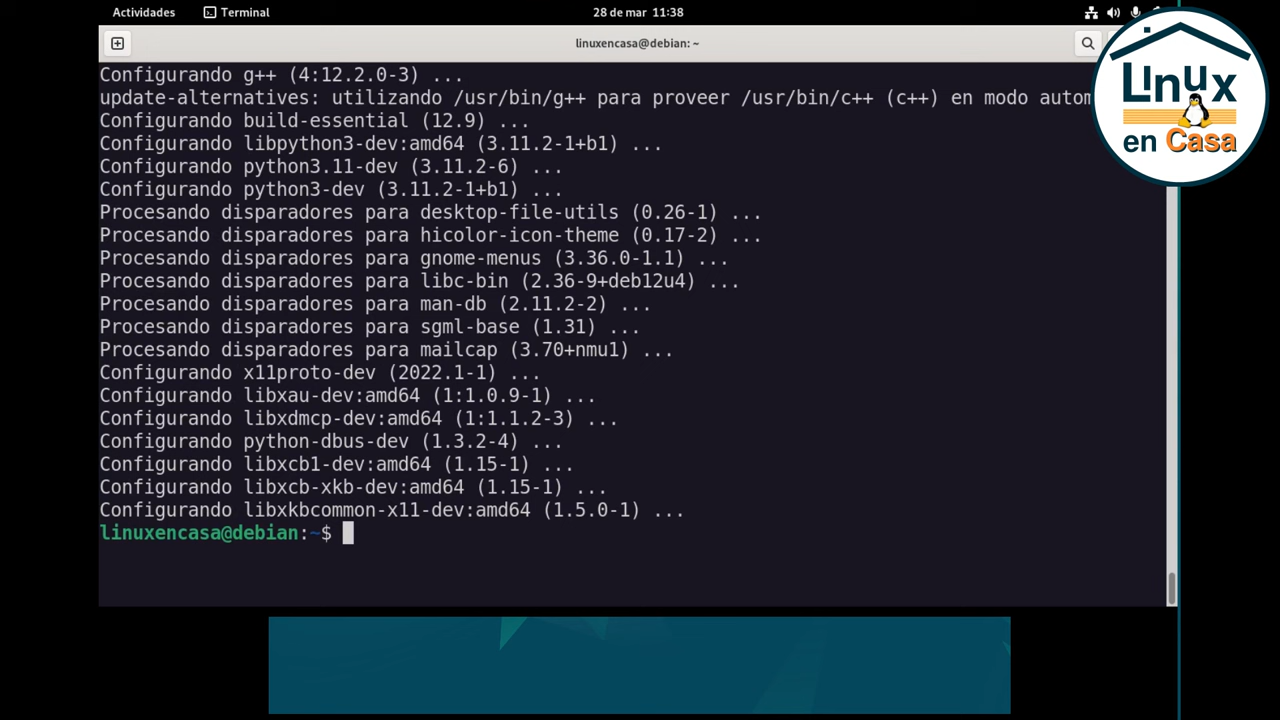 Actividades Terminal 28 de mar 11:38
linuxencasa@debian: ~
Configurando g++ (4:12.2.0-3) ...
update-alternatives: utilizando /usr/bin/g++ para proveer /usr/bin/c++ (c++) en modo autom
Configurando build-essential (12.9) ...
Configurando libpython3-dev:amd64 (3.11.2-1+b1) ...
Configurando python3.11-dev (3.11.2-6) ...
Configurando python3-dev (3.11.2-1+b1) ...
Procesando disparadores para desktop-file-utils (0.26-1) ...
Procesando disparadores para hicolor-icon-theme (0.17-2) ...
Procesando disparadores para gnome-menus (3.36.0-1.1) ...
Procesando disparadores para libc-bin (2.36-9+deb12u4) ...
Procesando disparadores para man-db (2.11.2-2) ...
Procesando disparadores para sgml-base (1.31) ...
Procesando disparadores para mailcap (3.70+nmu1) ...
Configurando x11proto-dev (2022.1-1) ...
Configurando libxau-dev:amd64 (1:1.0.9-1) ...
Configurando libxdmcp-dev:amd64 (1:1.1.2-3) ...
Configurando python-dbus-dev (1.3.2-4) ...
Configurando libxcb1-dev:amd64 (1.15-1) ...
Configurando libxcb-xkb-dev:amd64 (1.15-1) ...
Configurando libxkbcommon-x11-dev:amd64 (1.5.0-1) ...
linuxencasa@debian:~$
Linux
en Casa